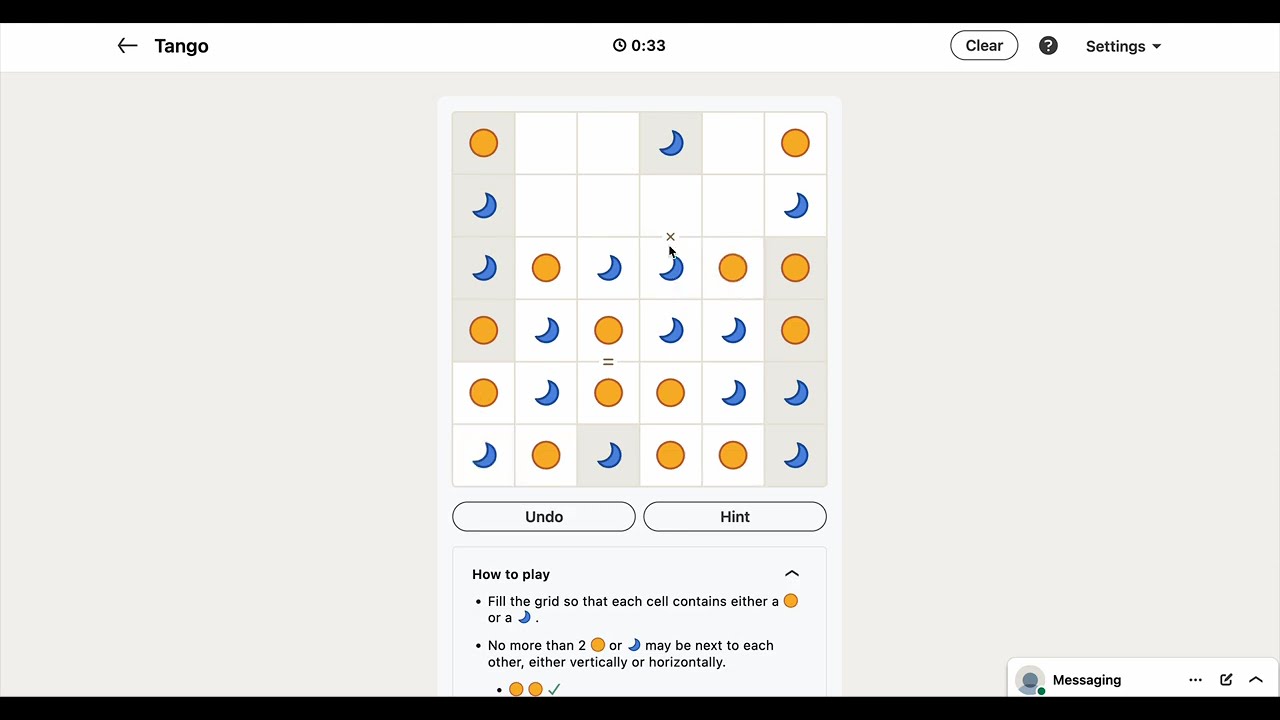 Tango
0:33
Clear
?
Settings
×
=
Undo
Hint
How to play
• Fill the grid so that each cell contains either a
or a .
• No more than 2 or may be next to each
other, either vertically or horizontally.
• ✓
Messaging